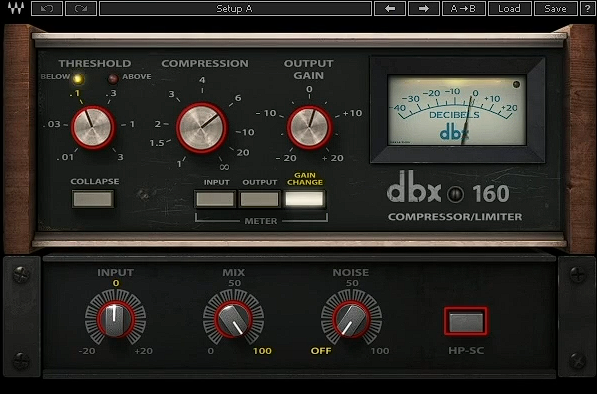 Setup A A→B Load Save ?
THRESHOLD COMPRESSION OUTPUT
GAIN
BELOW ABOVE
.1 .3 4 0
-30 -20 -10 0 +10
-40 +20
3 6 -10 +10
DECIBELS
dbx
.03 1 2 10
1.5 20
.01 3 1 ∞ -20 +20
COLLAPSE INPUT OUTPUT GAIN
CHANGE
METER
dbx 160
COMPRESSOR/LIMITER
INPUT MIX NOISE
0 50 50
-20 +20 0 100 OFF 100 HP-SC